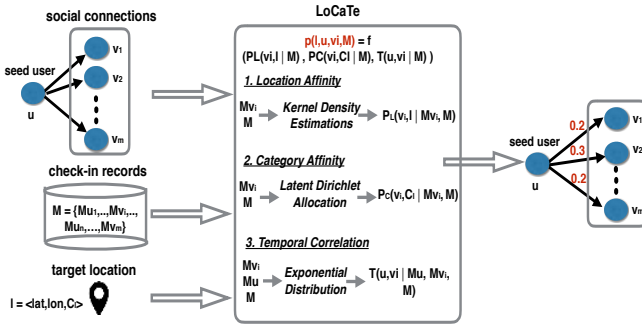 social connections
seed user
u
v1
v2
vm
check-in records
M = {Mu1,..,Mvi,..,
Mun,...,Mvm}
target location
l = <lat,lon,Cl>
LoCaTe
p(l,u,vi,M) = f
(PL(vi,l | M) , PC(vi,Cl | M), T(u,vi | M) )
1. Location Affinity
Mvi
M
Kernel Density
Estimations
PL(vi,l | Mvi, M)
2. Category Affinity
Mvi
M
Latent Dirichlet
Allocation
PC(vi,Cl | Mvi, M)
3. Temporal Correlation
Mvi
Mu
M
Exponential
Distribution
T(u,vi | Mu, Mvi,
M)
seed user
u
0.2
0.3
0.2
v1
v2
vm